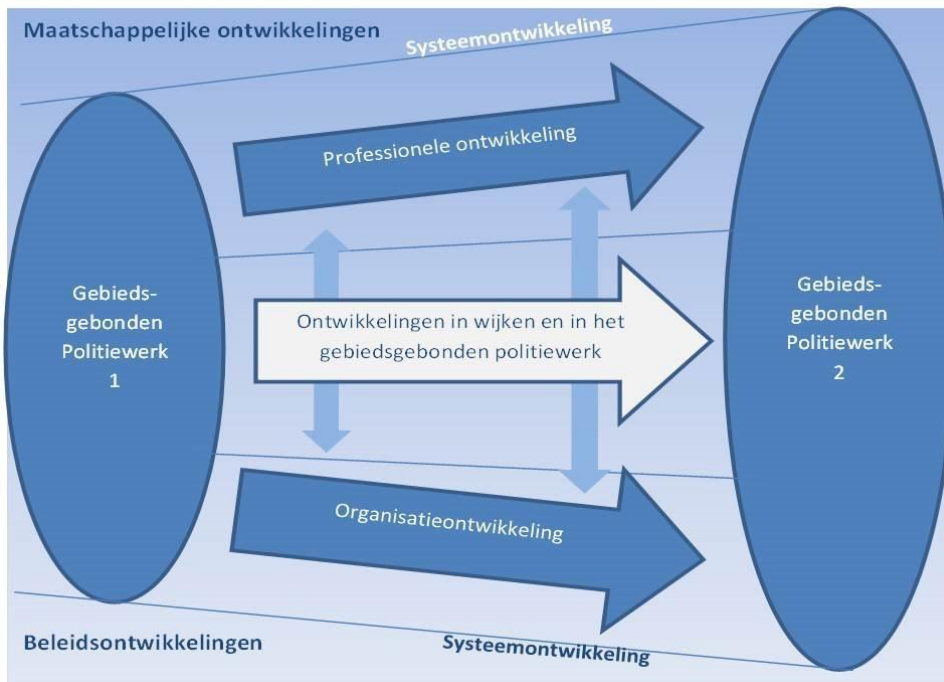 Maatschappelijke ontwikkelingen
Systeemontwikkeling
Professionele ontwikkeling
Gebieds-
gebonden
Politiewerk
1
Ontwikkelingen in wijken en in het
gebiedsgebonden politiewerk
Gebieds-
gebonden
Politiewerk
2
Organisatieontwikkeling
Beleidsontwikkelingen
Systeemontwikkeling